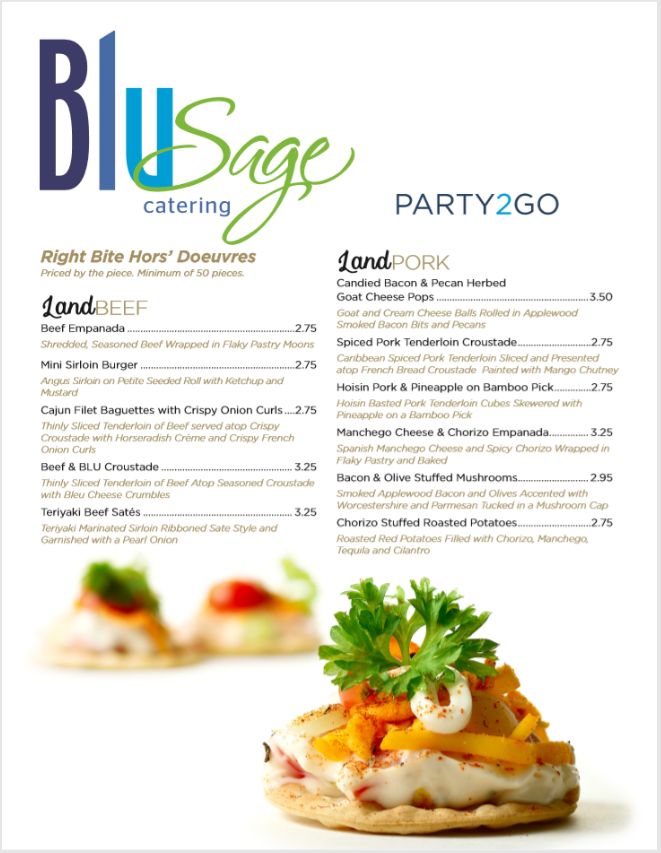 Blu Sage
catering
PARTY2GO
Right Bite Hors’ Doeuvres
Priced by the piece. Minimum of 50 pieces.
LandBEEF
Beef Empanada ............................................................2.75
Shredded, Seasoned Beef Wrapped in Flaky Pastry Moons
Mini Sirloin Burger ........................................................2.75
Angus Sirloin on Petite Seeded Roll with Ketchup and
Mustard
Cajun Filet Baguettes with Crispy Onion Curls....2.75
Thinly Sliced Tenderloin of Beef served atop Crispy
Croustade with Horseradish Crème and Crispy French
Onion Curls
Beef & BLU Croustade ............................................... 3.25
Thinly Sliced Tenderloin of Beef Atop Seasoned Croustade
with Bleu Cheese Crumbles
Teriyaki Beef Satés ..................................................... 3.25
Teriyaki Marinated Sirloin Ribboned Sate Style and
Garnished with a Pearl Onion
LandPORK
Candied Bacon & Pecan Herbed
Goat Cheese Pops ......................................................3.50
Goat and Cream Cheese Balls Rolled in Applewood
Smoked Bacon Bits and Pecans
Spiced Pork Tenderloin Croustade..........................2.75
Caribbean Spiced Pork Tenderloin Sliced and Presented
atop French Bread Croustade  Painted with Mango Chutney
Hoisin Pork & Pineapple on Bamboo Pick.............2.75
Hoisin Basted Pork Tenderloin Cubes Skewered with
Pineapple on a Bamboo Pick
Manchego Cheese & Chorizo Empanada.............. 3.25
Spanish Manchego Cheese and Spicy Chorizo Wrapped in
Flaky Pastry and Baked
Bacon & Olive Stuffed Mushrooms......................... 2.95
Smoked Applewood Bacon and Olives Accented with
Worcestershire and Parmesan Tucked in a Mushroom Cap
Chorizo Stuffed Roasted Potatoes..........................2.75
Roasted Red Potatoes Filled with Chorizo, Manchego,
Tequila and Cilantro